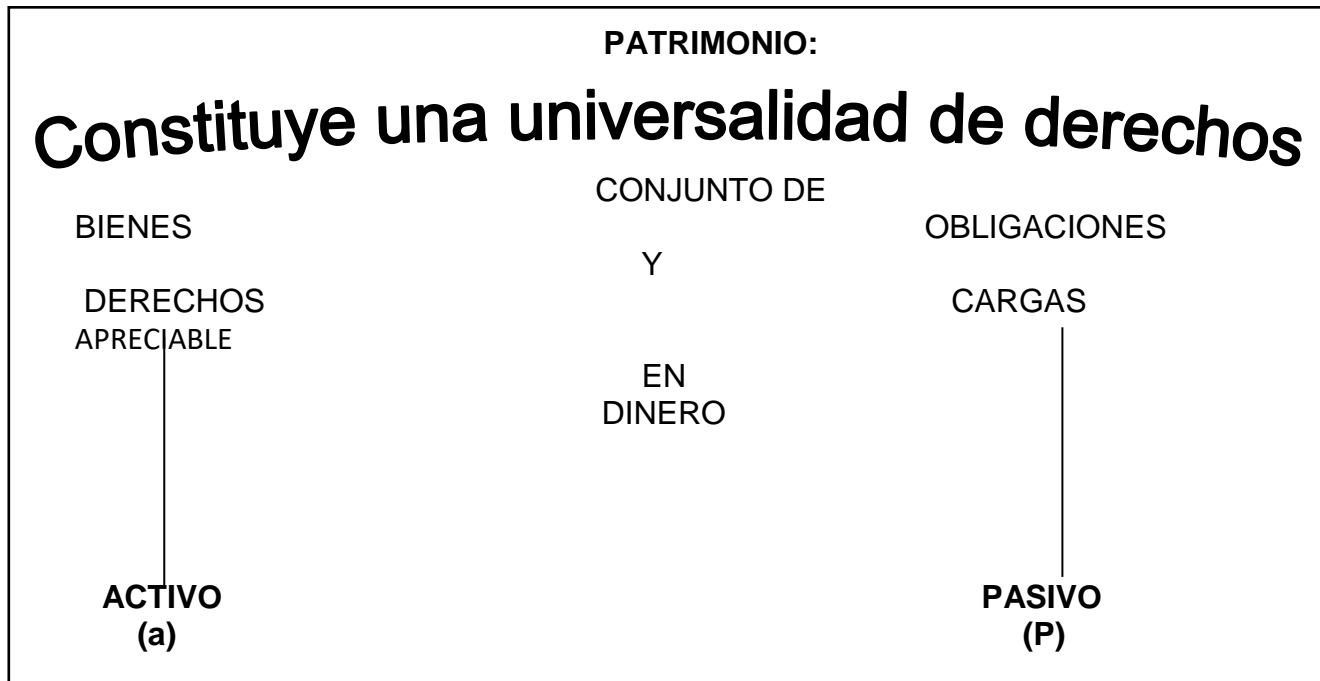 PATRIMONIO:
Constituye una universalidad de derechos
CONJUNTO DE
BIENES OBLIGACIONES
Y
DERECHOS CARGAS
APRECIABLE
EN
DINERO
ACTIVO PASIVO
(a) (P)